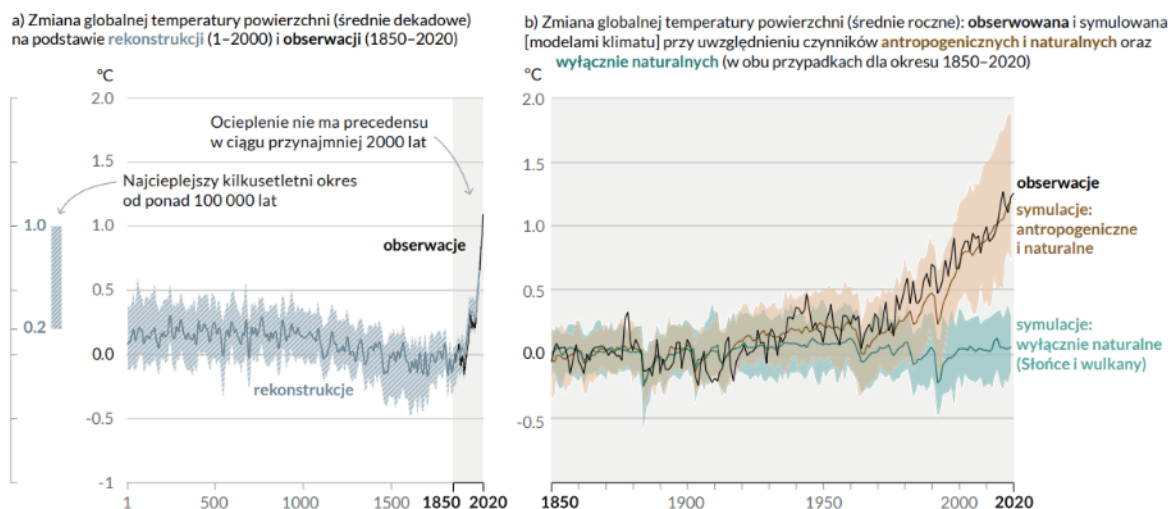 a) Zmiana globalnej temperatury powierzchni (średnie dekadowe)
na podstawie rekonstrukcji (1–2000) i obserwacji (1850–2020)
°C
2.0
1.5
1.0
0.5
0.0
-0.5
-1
1.0
0.2
Ocieplenie nie ma precedensu
w ciągu przynajmniej 2000 lat
Najcieplejszy kilkusetletni okres
od ponad 100 000 lat
obserwacje
rekonstrukcje
1 500 1000 1500 1850 2020
b) Zmiana globalnej temperatury powierzchni (średnie roczne): obserwowana i symulowana
[modelami klimatu] przy uwzględnieniu czynników antropogenicznych i naturalnych oraz
wyłącznie naturalnych (w obu przypadkach dla okresu 1850–2020)
°C
2.0
1.5
1.0
0.5
0.0
-0.5
obserwacje
symulacje:
antropogeniczne
i naturalne
symulacje:
wyłącznie naturalne
(Słońce i wulkany)
1850 1900 1950 2000 2020